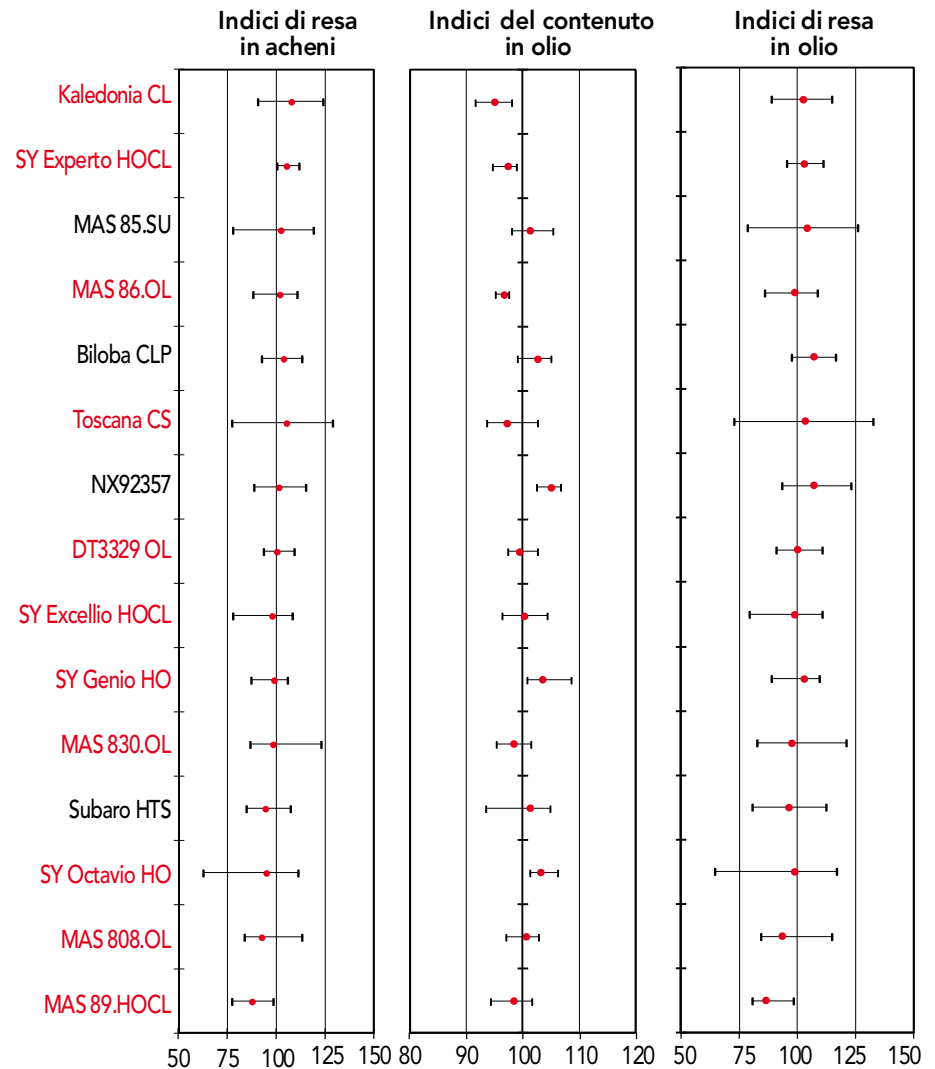 Indici di resa
in acheni
Indici del contenuto
in olio
Indici di resa
in olio
Kaledonia CL
SY Experto HOCL
MAS 85.SU
MAS 86.OL
Biloba CLP
Toscana CS
NX92357
DT3329 OL
SY Excellio HOCL
SY Genio HO
MAS 830.OL
Subaro HTS
SY Octavio HO
MAS 808.OL
MAS 89.HOCL
50 75 100 125 150
80 90 100 110 120
50 75 100 125 150